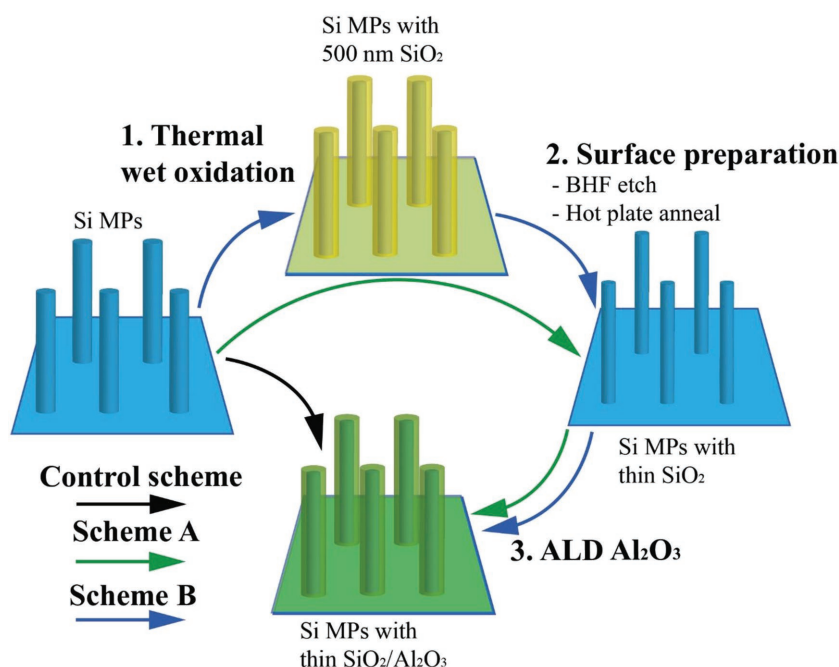 Si MPs with
500 nm SiO₂
1. Thermal
wet oxidation
2. Surface preparation
- BHF etch
- Hot plate anneal
Si MPs
Si MPs with
thin SiO₂
Control scheme
Scheme A
Scheme B
3. ALD Al₂O₃
Si MPs with
thin SiO₂/Al₂O₃